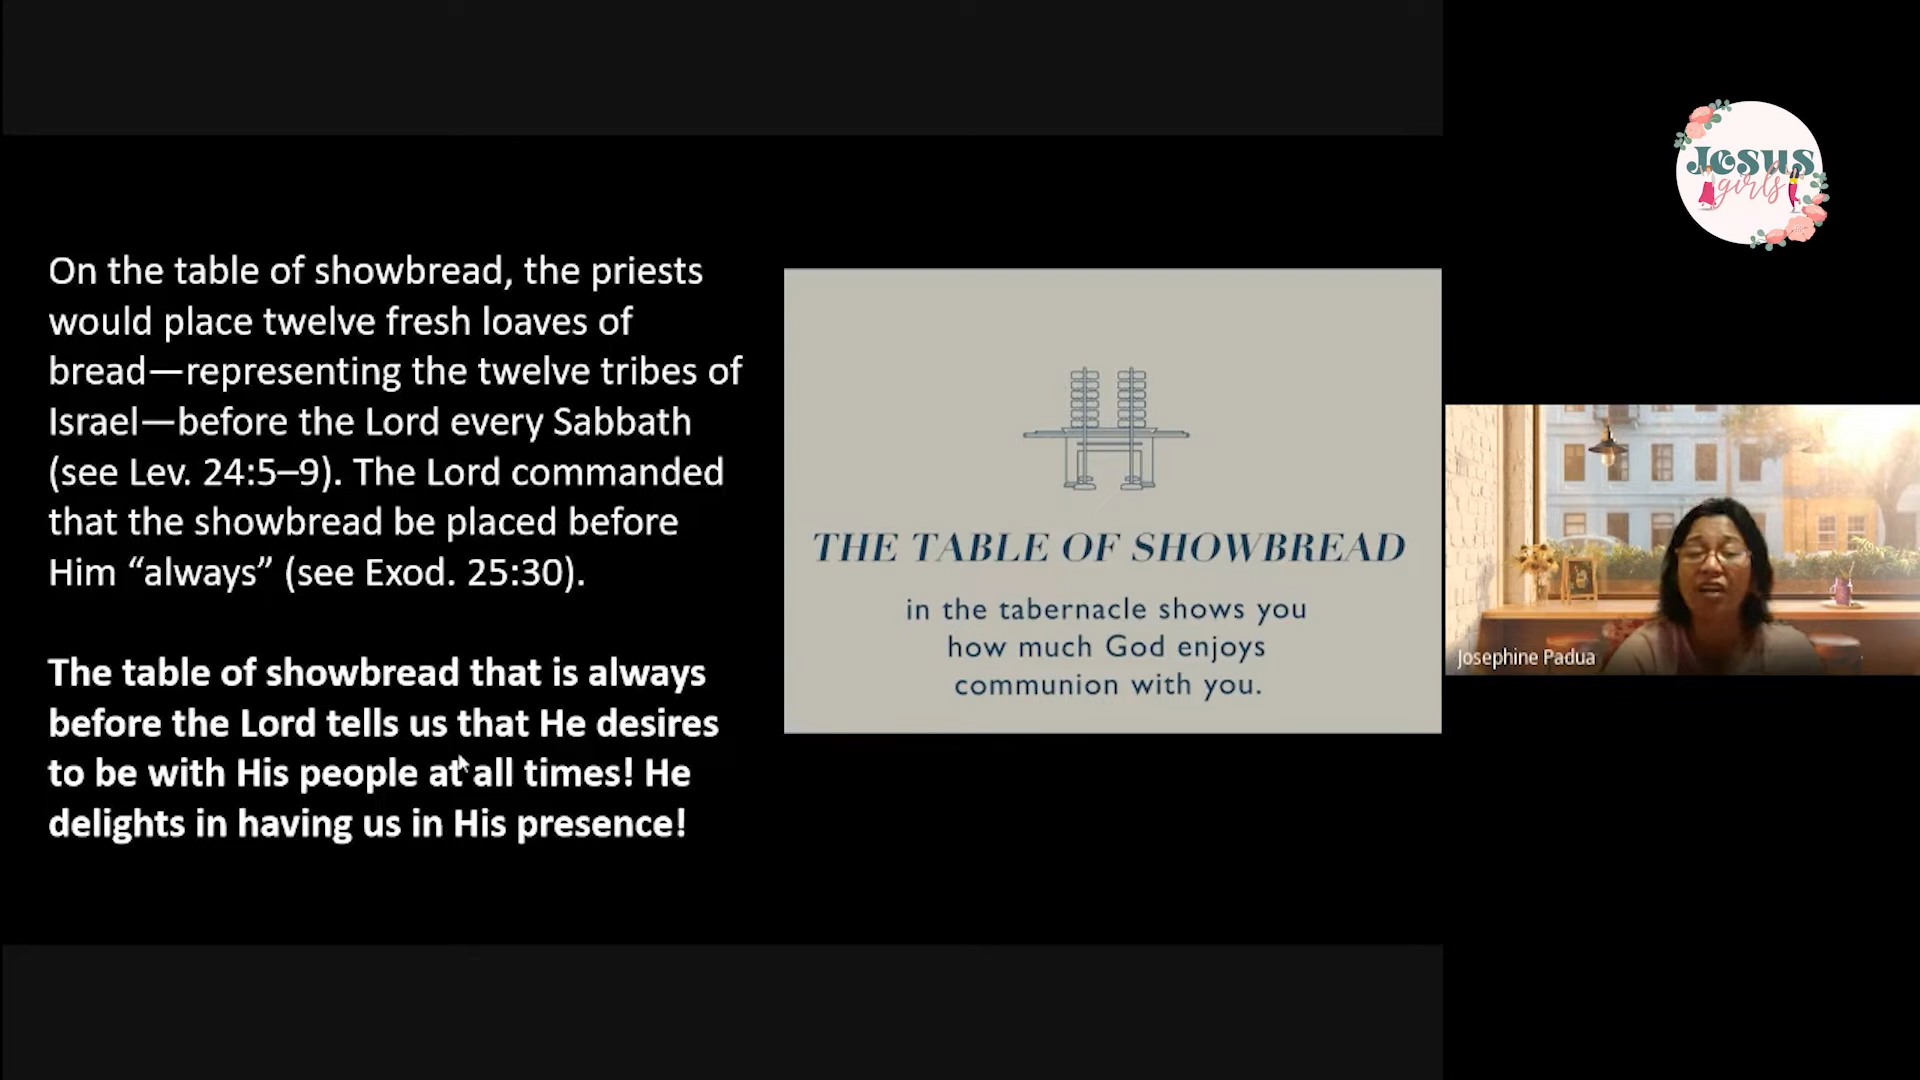 On the table of showbread, the priests
would place twelve fresh loaves of
bread—representing the twelve tribes of
Israel—before the Lord every Sabbath
(see Lev. 24:5–9). The Lord commanded
that the showbread be placed before
Him “always” (see Exod. 25:30).
The table of showbread that is always
before the Lord tells us that He desires
to be with His people at all times! He
delights in having us in His presence!
THE TABLE OF SHOWBREAD
in the tabernacle shows you
how much God enjoys
communion with you.
Jesus
girls
Josephine Padua